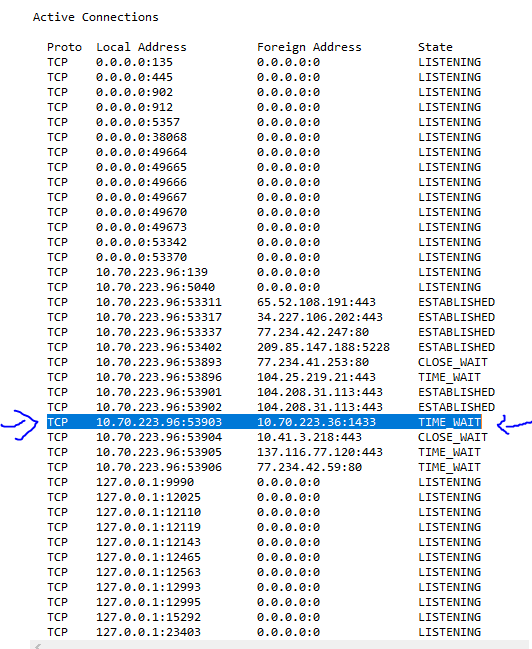 Active Connections
Proto Local Address Foreign Address State
TCP 0.0.0.0:135 0.0.0.0:0 LISTENING
TCP 0.0.0.0:445 0.0.0.0:0 LISTENING
TCP 0.0.0.0:902 0.0.0.0:0 LISTENING
TCP 0.0.0.0:912 0.0.0.0:0 LISTENING
TCP 0.0.0.0:5357 0.0.0.0:0 LISTENING
TCP 0.0.0.0:38068 0.0.0.0:0 LISTENING
TCP 0.0.0.0:49664 0.0.0.0:0 LISTENING
TCP 0.0.0.0:49665 0.0.0.0:0 LISTENING
TCP 0.0.0.0:49666 0.0.0.0:0 LISTENING
TCP 0.0.0.0:49667 0.0.0.0:0 LISTENING
TCP 0.0.0.0:49670 0.0.0.0:0 LISTENING
TCP 0.0.0.0:49673 0.0.0.0:0 LISTENING
TCP 0.0.0.0:53342 0.0.0.0:0 LISTENING
TCP 0.0.0.0:53370 0.0.0.0:0 LISTENING
TCP 10.70.223.96:139 0.0.0.0:0 LISTENING
TCP 10.70.223.96:5040 0.0.0.0:0 LISTENING
TCP 10.70.223.96:53311 65.52.108.191:443 ESTABLISHED
TCP 10.70.223.96:53317 34.227.106.202:443 ESTABLISHED
TCP 10.70.223.96:53337 77.234.42.247:80 ESTABLISHED
TCP 10.70.223.96:53402 209.85.147.188:5228 ESTABLISHED
TCP 10.70.223.96:53893 77.234.41.253:80 CLOSE_WAIT
TCP 10.70.223.96:53896 104.25.219.21:443 TIME_WAIT
TCP 10.70.223.96:53901 104.208.31.113:443 ESTABLISHED
TCP 10.70.223.96:53902 104.208.31.113:443 ESTABLISHED
TCP 10.70.223.96:53903 10.70.223.36:1433 TIME_WAIT
TCP 10.70.223.96:53904 10.41.3.218:443 CLOSE_WAIT
TCP 10.70.223.96:53905 137.116.77.120:443 TIME_WAIT
TCP 10.70.223.96:53906 77.234.42.59:80 TIME_WAIT
TCP 127.0.0.1:9990 0.0.0.0:0 LISTENING
TCP 127.0.0.1:12025 0.0.0.0:0 LISTENING
TCP 127.0.0.1:12110 0.0.0.0:0 LISTENING
TCP 127.0.0.1:12119 0.0.0.0:0 LISTENING
TCP 127.0.0.1:12143 0.0.0.0:0 LISTENING
TCP 127.0.0.1:12465 0.0.0.0:0 LISTENING
TCP 127.0.0.1:12563 0.0.0.0:0 LISTENING
TCP 127.0.0.1:12993 0.0.0.0:0 LISTENING
TCP 127.0.0.1:12995 0.0.0.0:0 LISTENING
TCP 127.0.0.1:15292 0.0.0.0:0 LISTENING
TCP 127.0.0.1:23403 0.0.0.0:0 LISTENING